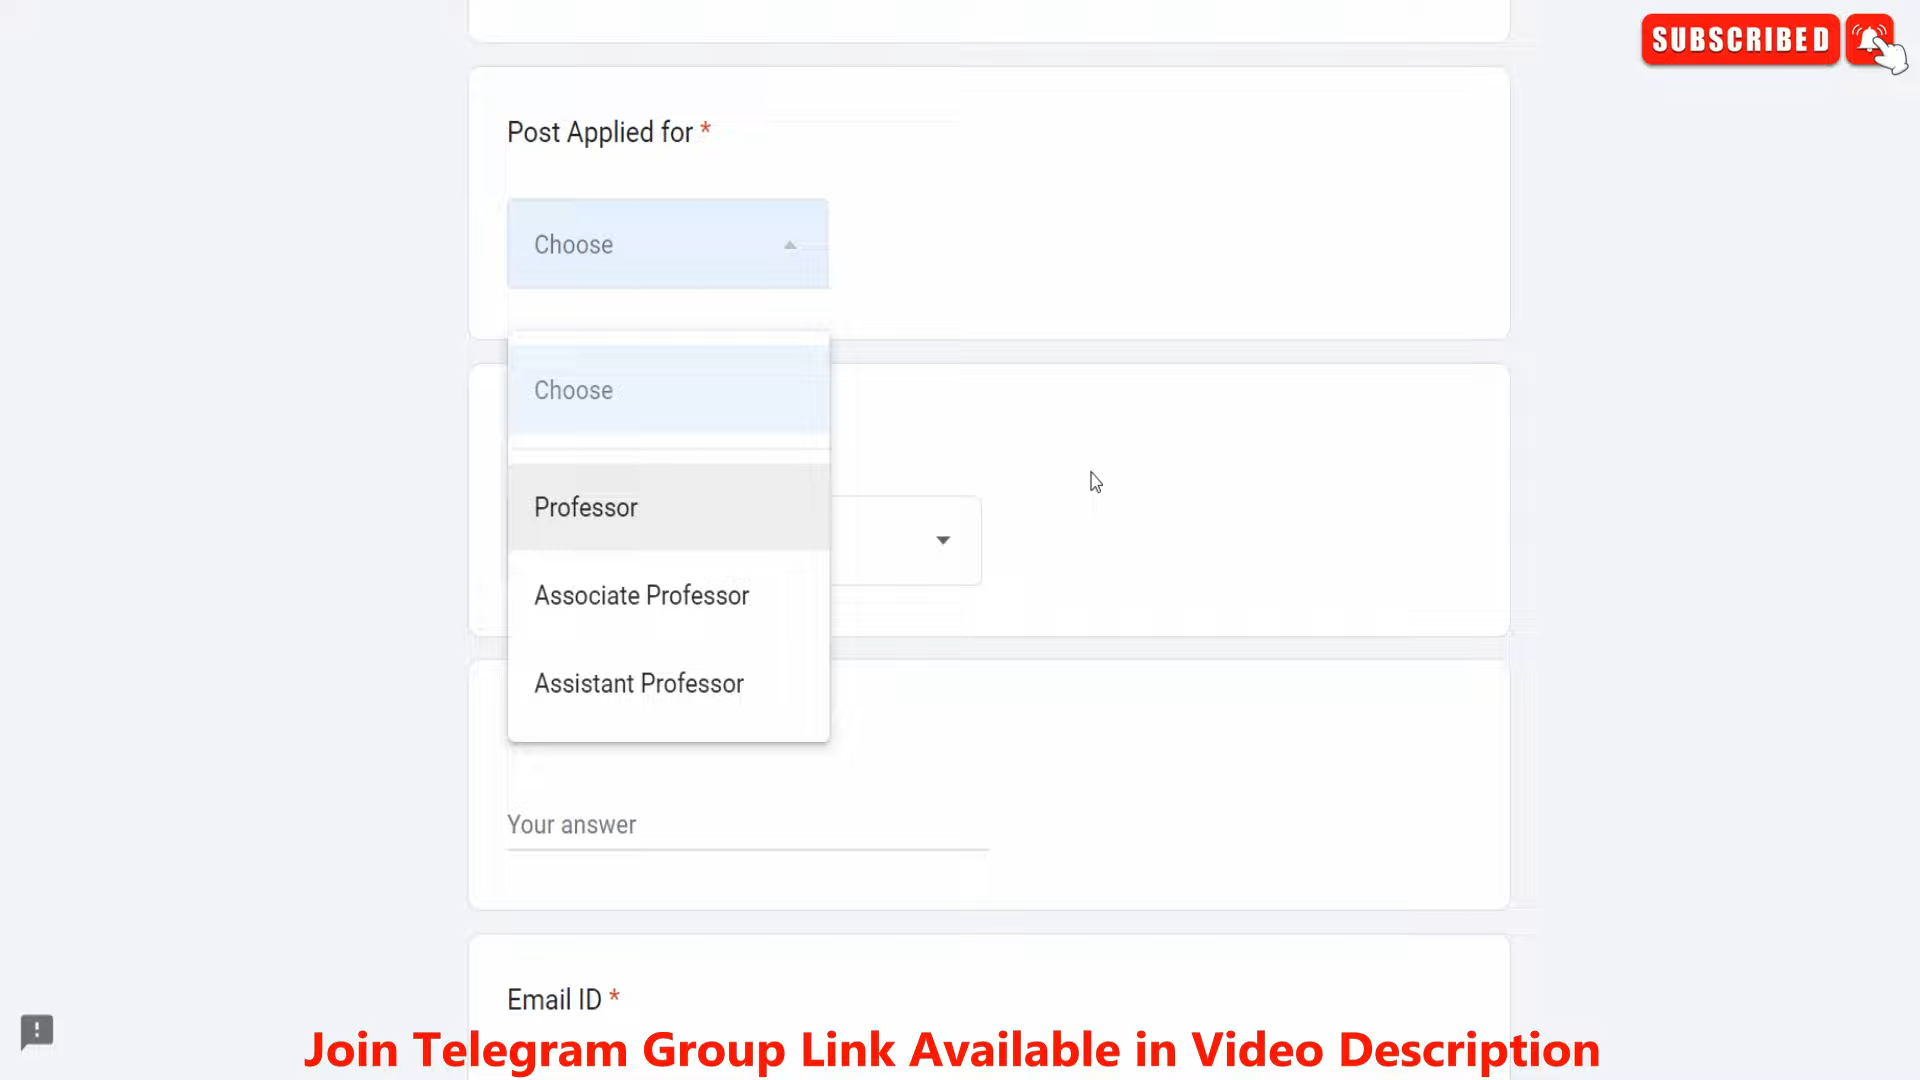 SUBSCRIBED
Post Applied for *
Choose
Choose
Professor
Associate Professor
Assistant Professor
Your answer
Email ID *
Join Telegram Group Link Available in Video Description